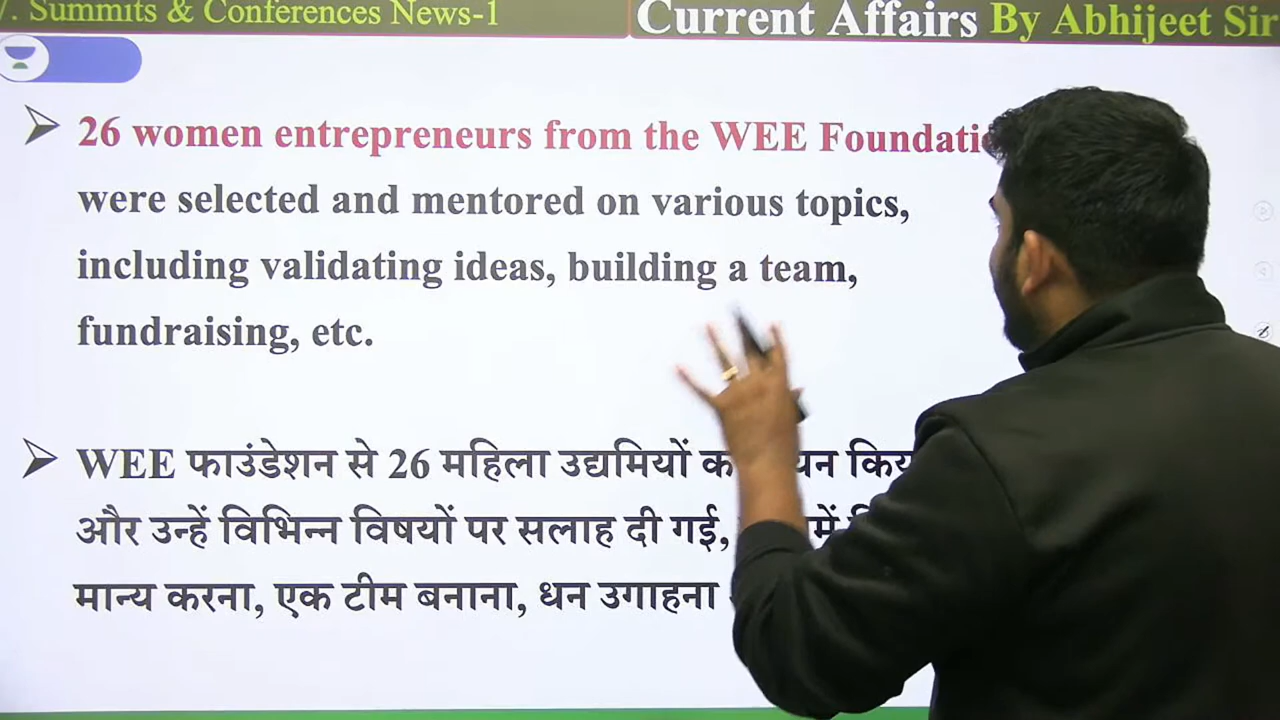 7. Summits & Conferences News-1
Current Affairs By Abhijeet Sir
26 women entrepreneurs from the WEE
were selected and mentored on various topics,
including validating ideas, building a team,
fundraising, etc.
WEE फाउंडेशन से 26 महिला उद्यमियों
और उन्हें विभिन्न विषयों पर सलाह दी गई,
मान्य करना, एक टीम बनाना, धन उगाहना